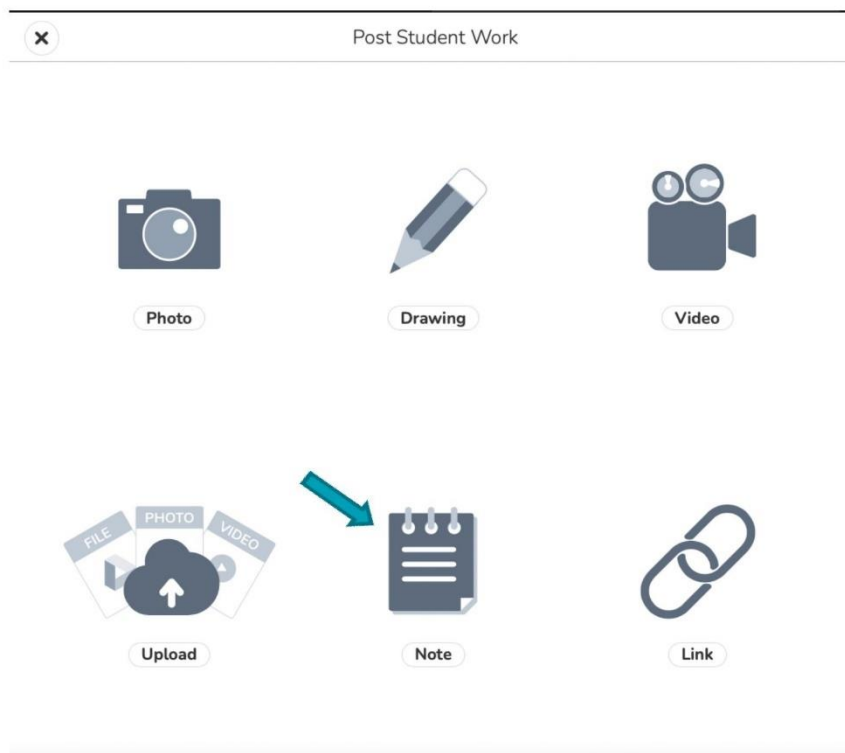 Post Student Work
Photo
Drawing
Video
FILE
PHOTO
VIDEO
Upload
Note
Link